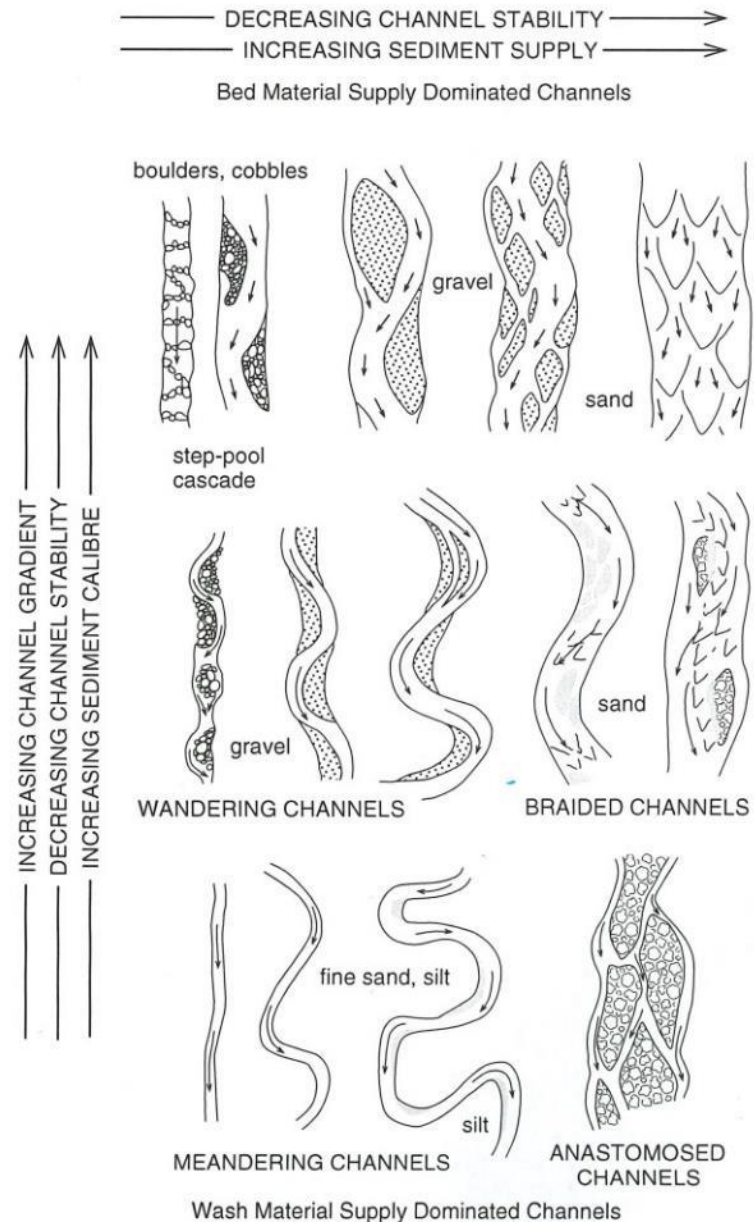 DECREASING CHANNEL STABILITY
INCREASING SEDIMENT SUPPLY
Bed Material Supply Dominated Channels
boulders, cobbles
gravel
sand
step-pool
cascade
INCREASING CHANNEL GRADIENT
DECREASING CHANNEL STABILITY
INCREASING SEDIMENT CALIBRE
gravel
sand
WANDERING CHANNELS
BRAIDED CHANNELS
fine sand, silt
silt
MEANDERING CHANNELS
ANASTOMOSED
CHANNELS
Wash Material Supply Dominated Channels